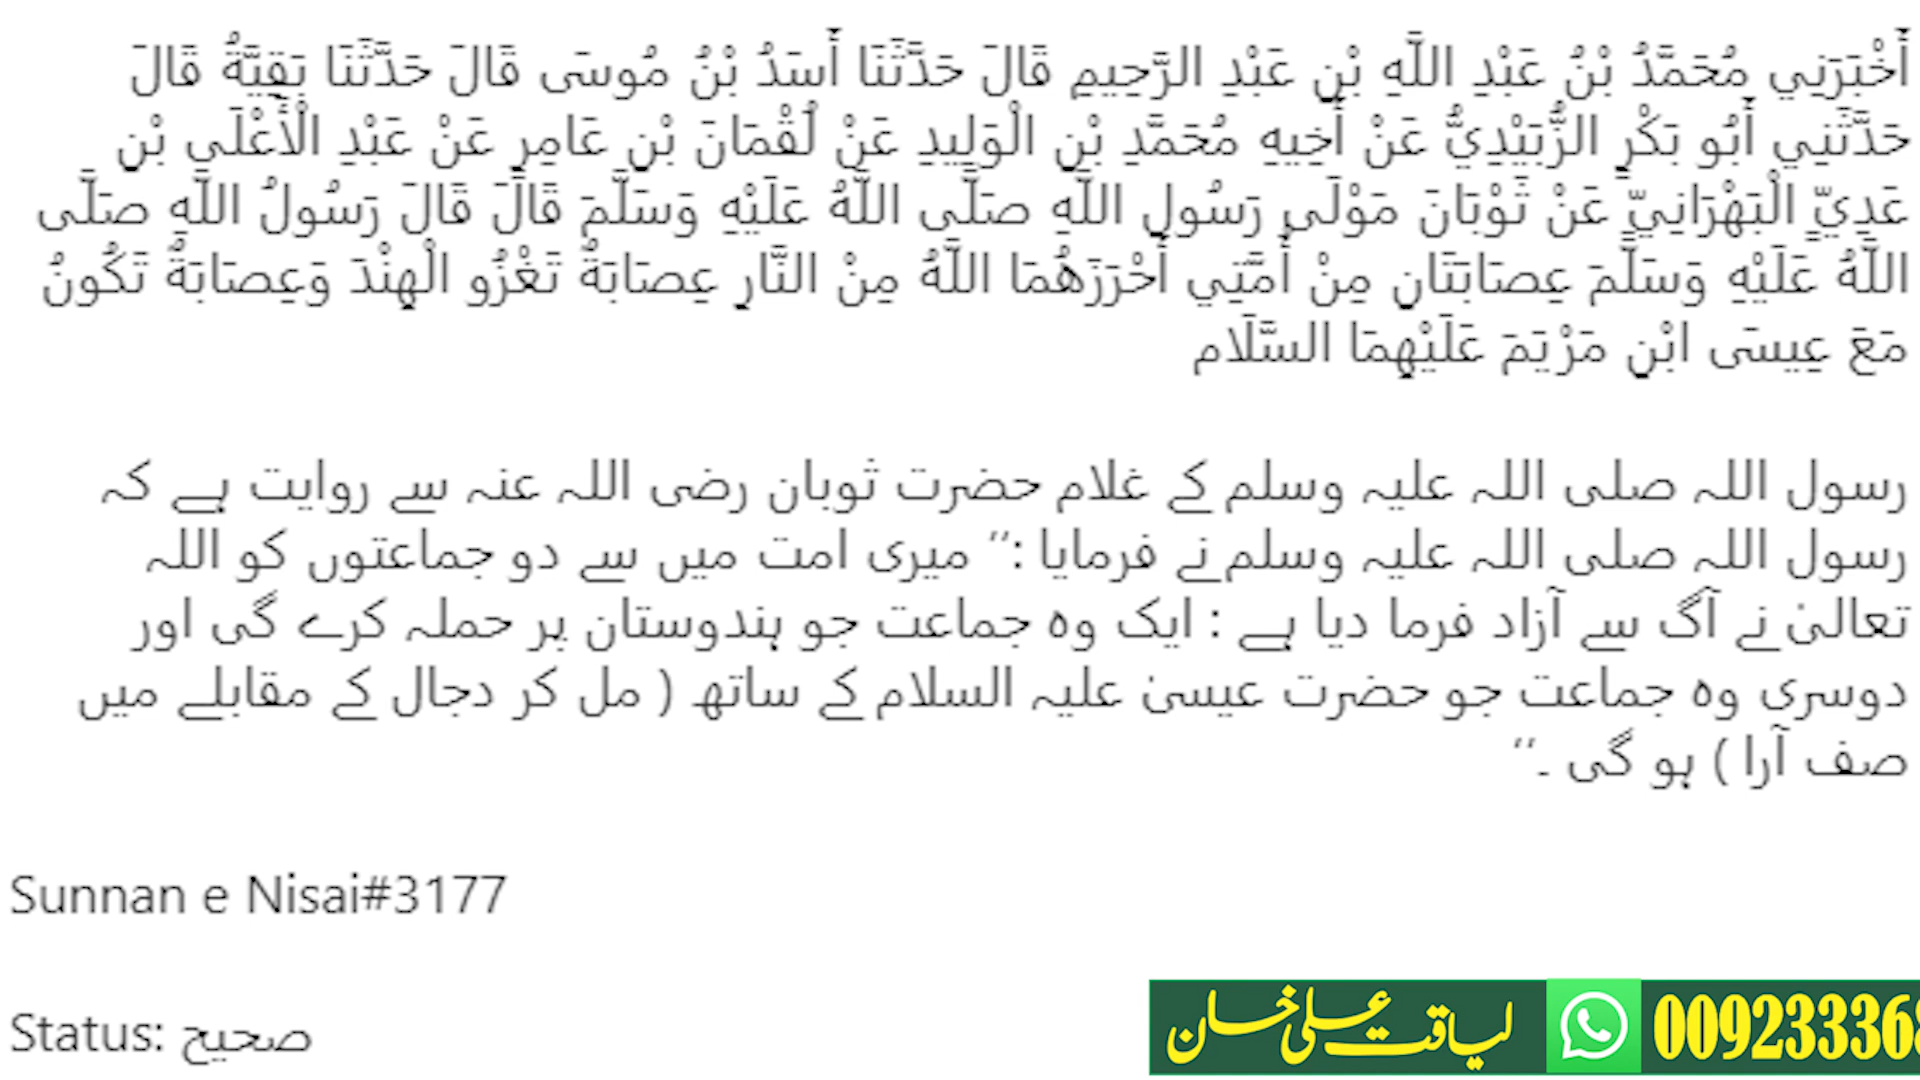 أَخْبَرَنِي مُحَمَّدُ بْنُ عَبْدِ اللَّهِ بْنِ عَبْدِ الرَّحِيمِ قَالَ حَدَّثَنَا أَسَدُ بْنُ مُوسَى قَالَ حَدَّثَنَا بَقِيَّةُ قَالَ
حَدَّثَنِي أَبُو بَكْرٍ الزُّبَيْدِيُّ عَنْ أَخِيهِ مُحَمَّدِ بْنِ الْوَلِيدِ عَنْ لُقْمَانَ بْنِ عَامِرٍ عَنْ عَبْدِ الْأَعْلَى بْنِ
عَدِيٍّ الْبَهْرَانِيِّ عَنْ ثَوْبَانَ مَوْلَى رَسُولِ اللَّهِ صَلَّى اللَّهُ عَلَيْهِ وَسَلَّمَ قَالَ قَالَ رَسُولُ اللَّهِ صَلَّى
اللَّهُ عَلَيْهِ وَسَلَّمَ عِصَابَتَانِ مِنْ أُمَّتِي أَحْرَزَهُمَا اللَّهُ مِنْ النَّارِ عِصَابَةٌ تَغْزُو الْهِنْدَ وَعِصَابَةٌ تَكُونُ
مَعَ عِيسَى ابْنِ مَرْيَمَ عَلَيْهِمَا السَّلَام
رسول اللہ صلی اللہ علیہ وسلم کے غلام حضرت ثوبان رضی اللہ عنہ سے روایت ہے کہ
رسول اللہ صلی اللہ علیہ وسلم نے فرمایا :’’ میری امت میں سے دو جماعتوں کو اللہ
تعالیٰ نے آگ سے آزاد فرما دیا ہے : ایک وہ جماعت جو ہندوستان پر حملہ کرے گی اور
دوسری وہ جماعت جو حضرت عیسیٰ علیہ السلام کے ساتھ ( مل کر دجال کے مقابلے میں
صف آرا ) ہو گی ۔‘‘
Sunnan e Nisai#3177
Status: صحیح
لیاقت علی خان 009233368